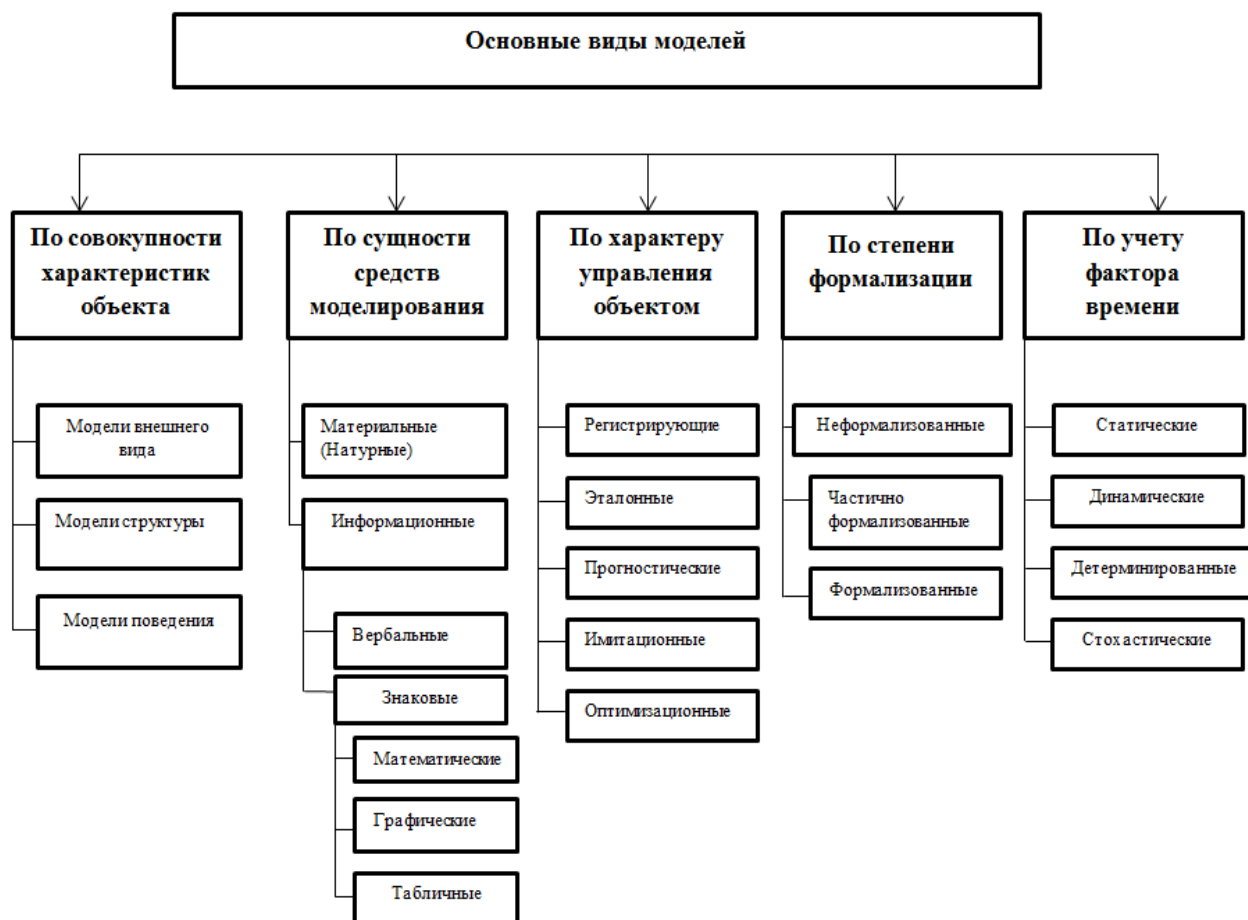 Основные виды моделей
По совокупности
характеристик
объекта
По сущности
средств
моделирования
По характеру
управления
объектом
По степени
формализации
По учету
фактора
времени
Модели внешнего
вида
Модели структуры
Модели поведения
Материальные
(Натурные)
Информационные
Вербальные
Знаковые
Математические
Графические
Табличные
Регистрирующие
Эталонные
Прогностические
Имитационные
Оптимизационные
Неформализованные
Частично
формализованные
Формализованные
Статические
Динамические
Детерминированные
Стохастические